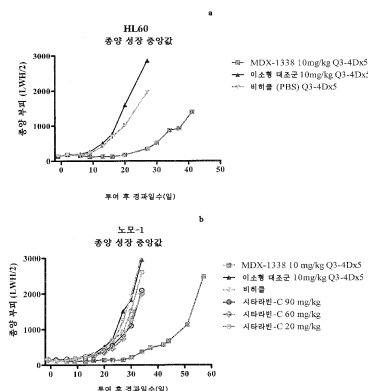 a
HL60
종양 성장 중앙값
종양 부피 (LWH/2)
3000
2000
1000
0
0 10 20 30 40 50
투여 후 경과일수(일)
MDX-1338 10mg/kg Q3-4Dx5
이소형 대조군 10mg/kg Q3-4Dx5
비히클 (PBS) Q3-4Dx5
b
노모-1
종양 성장 중앙값
종양 부피 (LWH/2)
3000
2000
1000
0
0 10 20 30 40 50 60
투여 후 경과일수(일)
MDX-1338 10 mg/kg Q3-4Dx5
이소형 대조군 10 mg/kg Q3-4Dx5
비히클
시타라빈-C 90 mg/kg
시타라빈-C 60 mg/kg
시타라빈-C 20 mg/kg